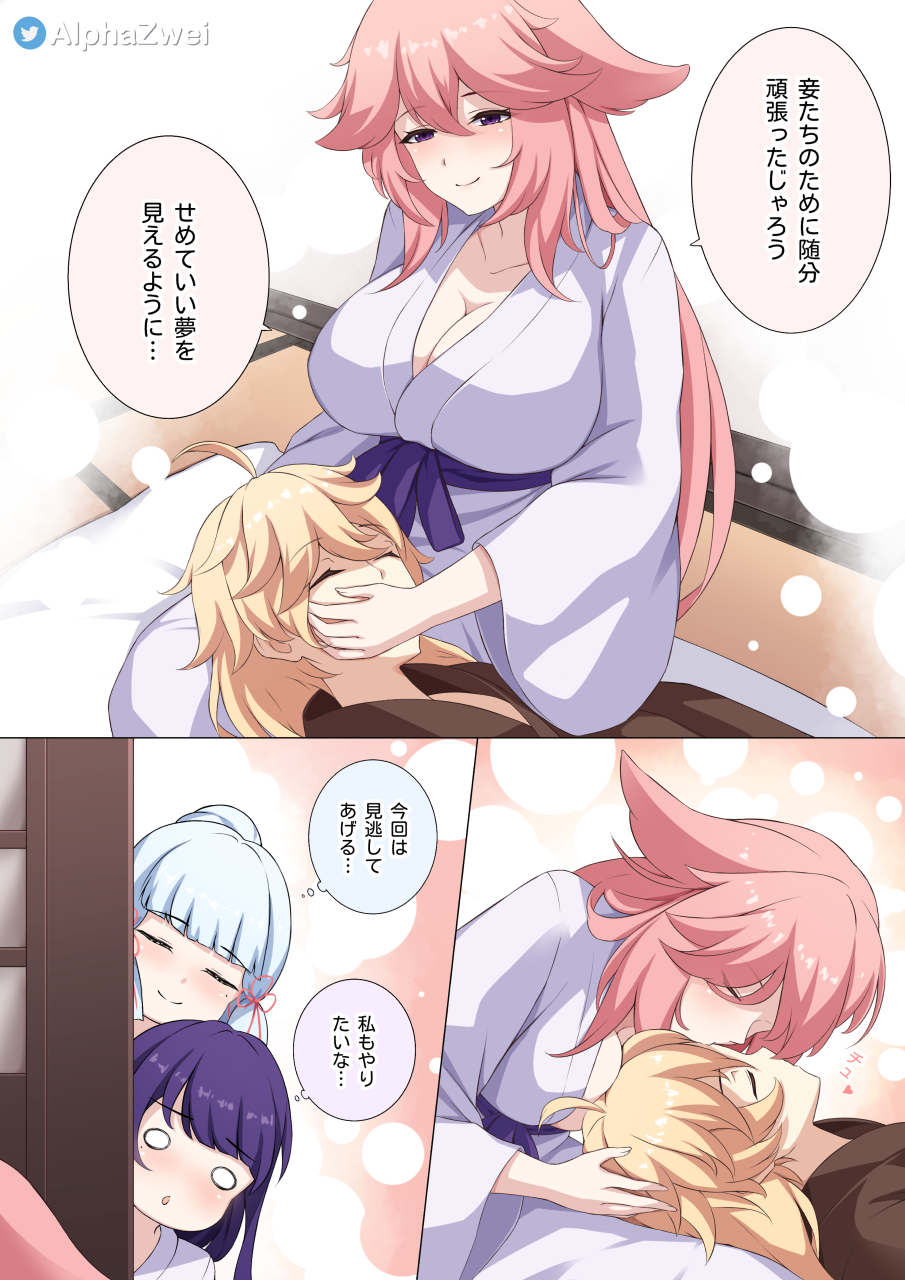 AlphaZwei
妾たちのために随分
頑張ったじゃろう
せめていい夢を
見えるように…
今回は
見逃して
あげる…
私もやり
たいな…
チュ♥